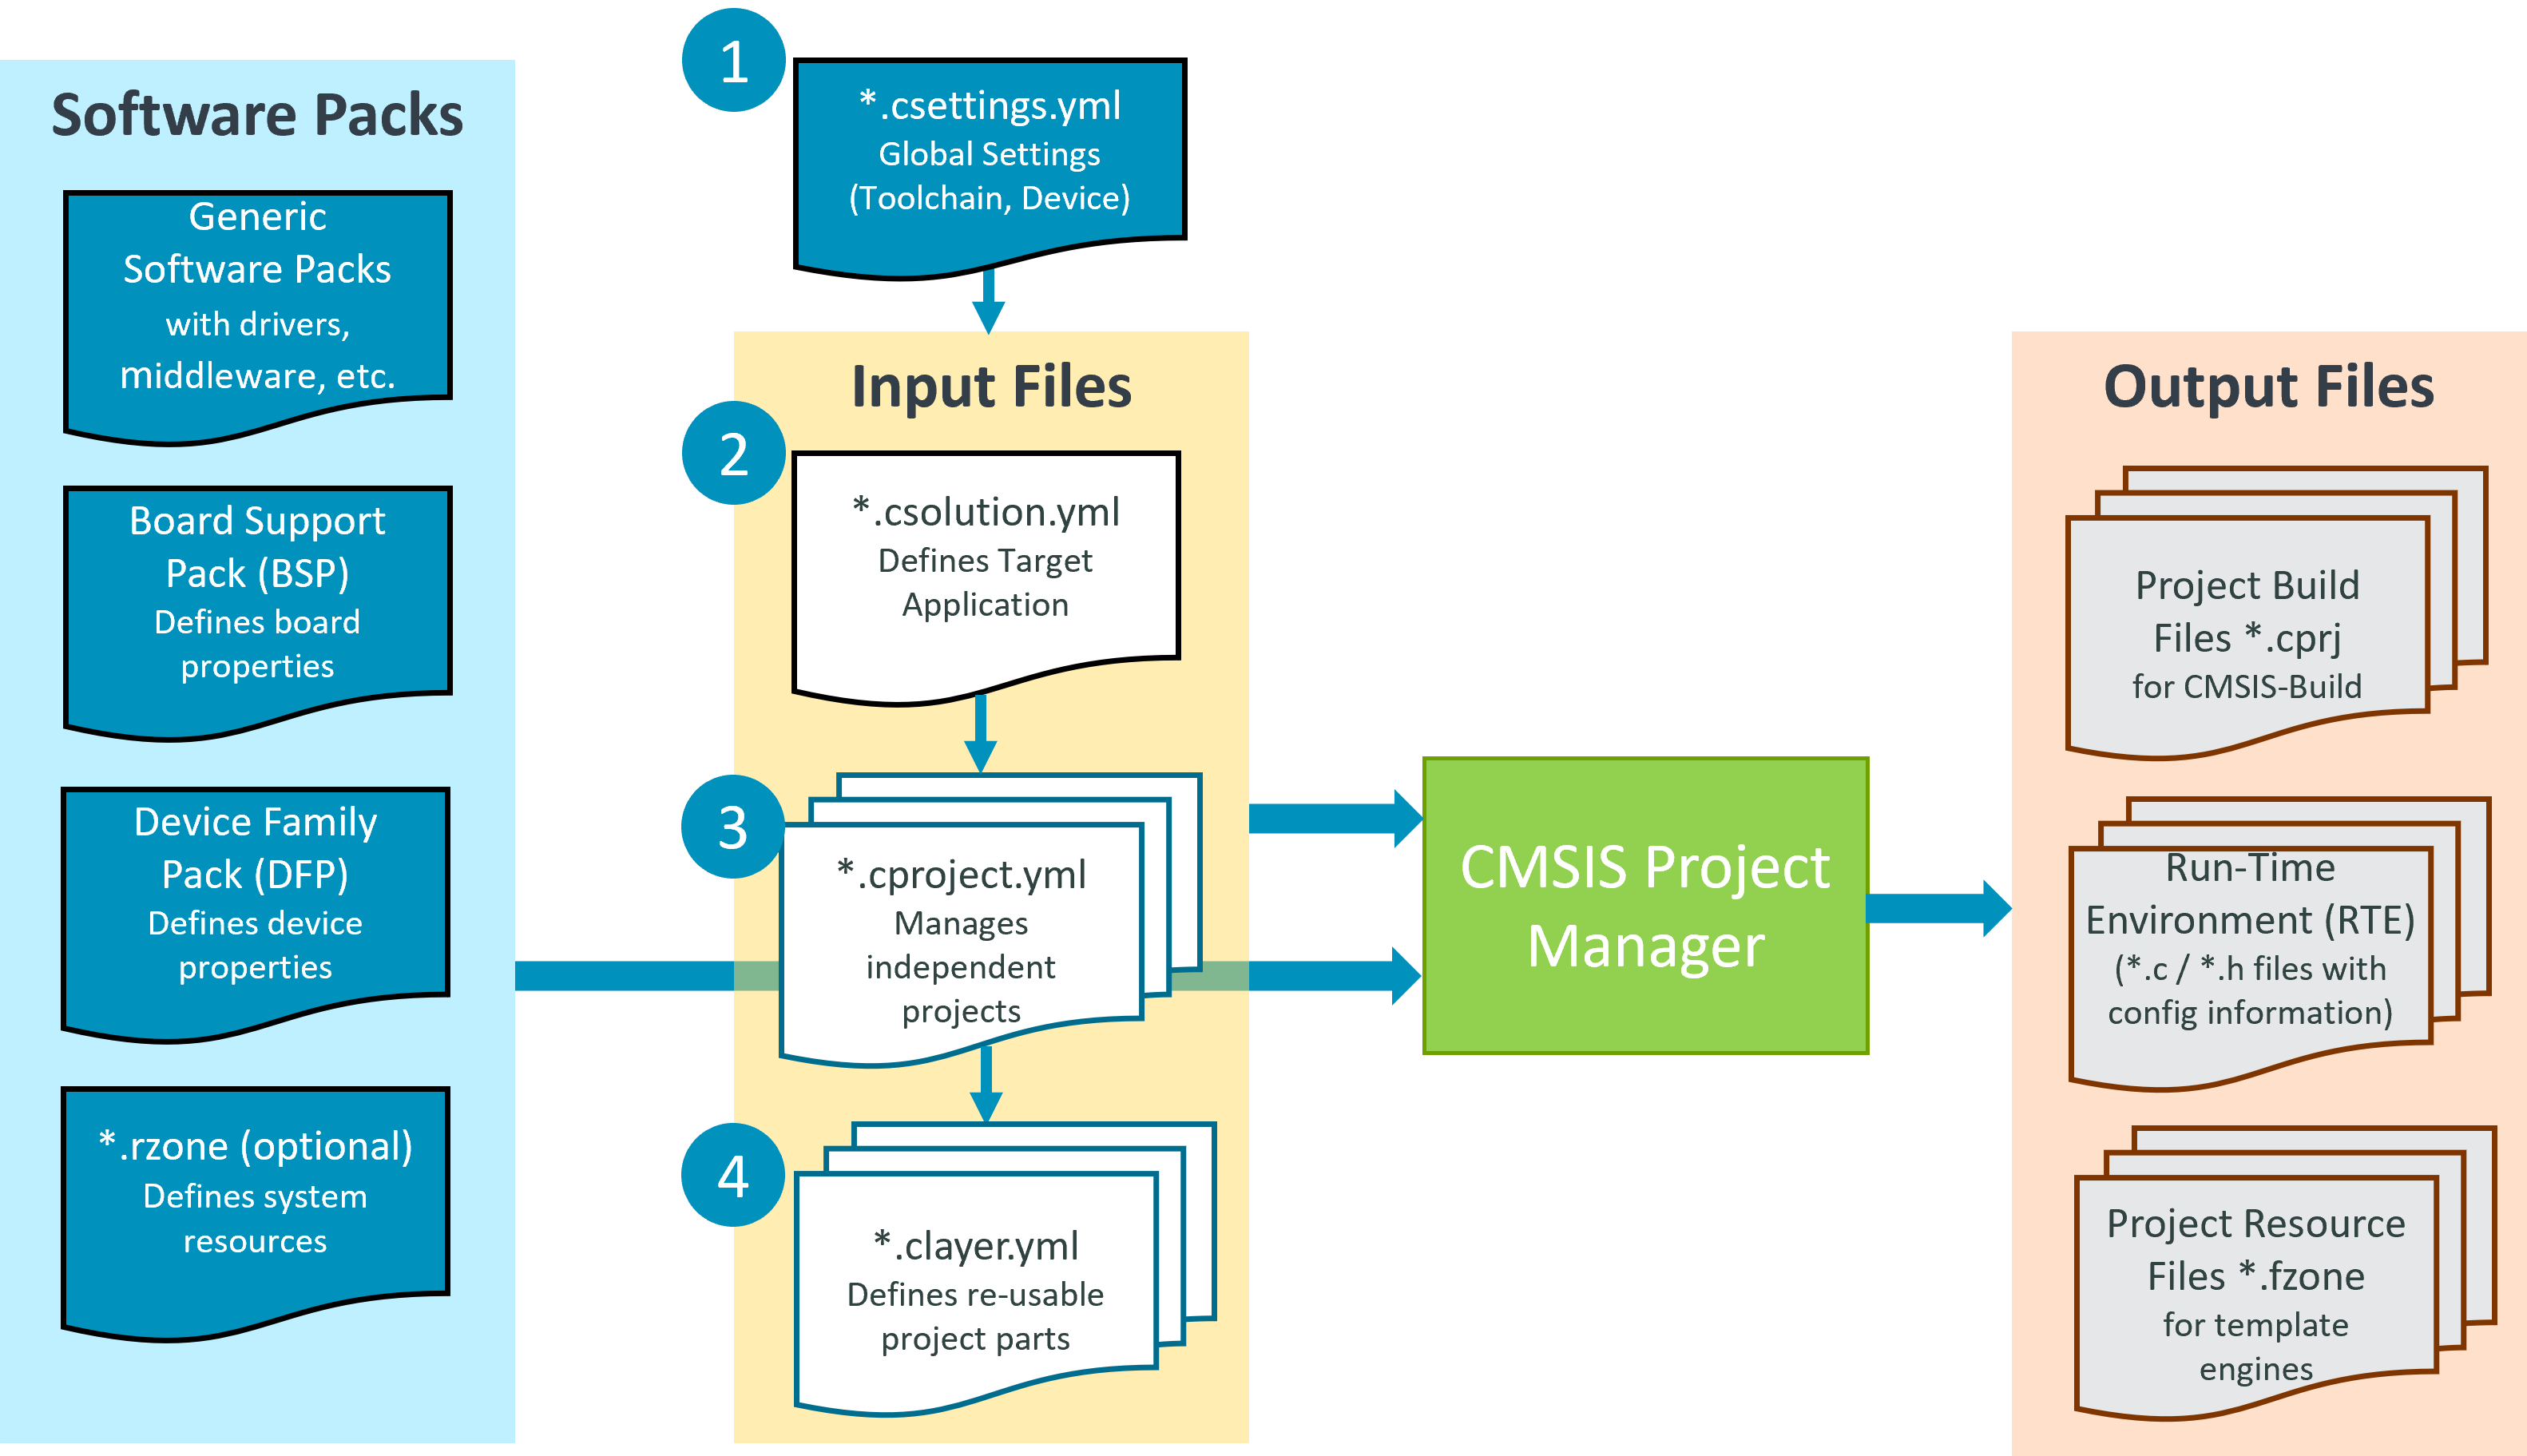 Software Packs
Generic
Software Packs
with drivers,
middleware, etc.
Board Support
Pack (BSP)
Defines board
properties
Device Family
Pack (DFP)
Defines device
properties
*.rzone (optional)
Defines system
resources
1
*.csettings.yml
Global Settings
(Toolchain, Device)
Input Files
2
*.csolution.yml
Defines Target
Application
3
*.cproject.yml
Manages
independent
projects
4
*.clayer.yml
Defines re-usable
project parts
CMSIS Project
Manager
Output Files
Project Build
Files *.cprj
for CMSIS-Build
Run-Time
Environment (RTE)
(*.c / *.h files with
config information)
Project Resource
Files *.fzone
for template
engines